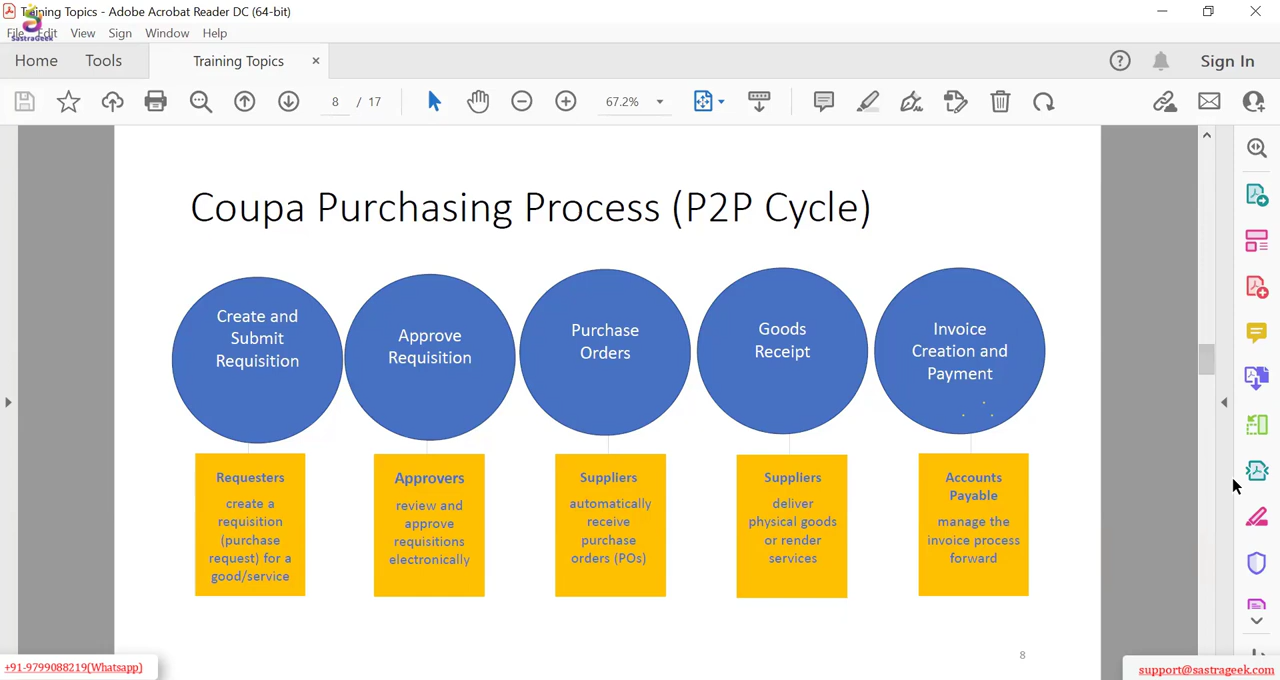 Training Topics - Adobe Acrobat Reader DC (64-bit)
SASTRAGEEK
File Edit View Sign Window Help
Home Tools Training Topics × Sign In
8 / 17 67.2%
Coupa Purchasing Process (P2P Cycle)
Create and
Submit
Requisition
Approve
Requisition
Purchase
Orders
Goods
Receipt
Invoice
Creation and
Payment
Requesters
create a
requisition
(purchase
request) for a
good/service
Approvers
review and
approve
requisitions
electronically
Suppliers
automatically
receive
purchase
orders (POs)
Suppliers
deliver
physical goods
or render
services
Accounts
Payable
manage the
invoice process
forward
8
+91-9799088219(Whatsapp)
support@sastrageek.com